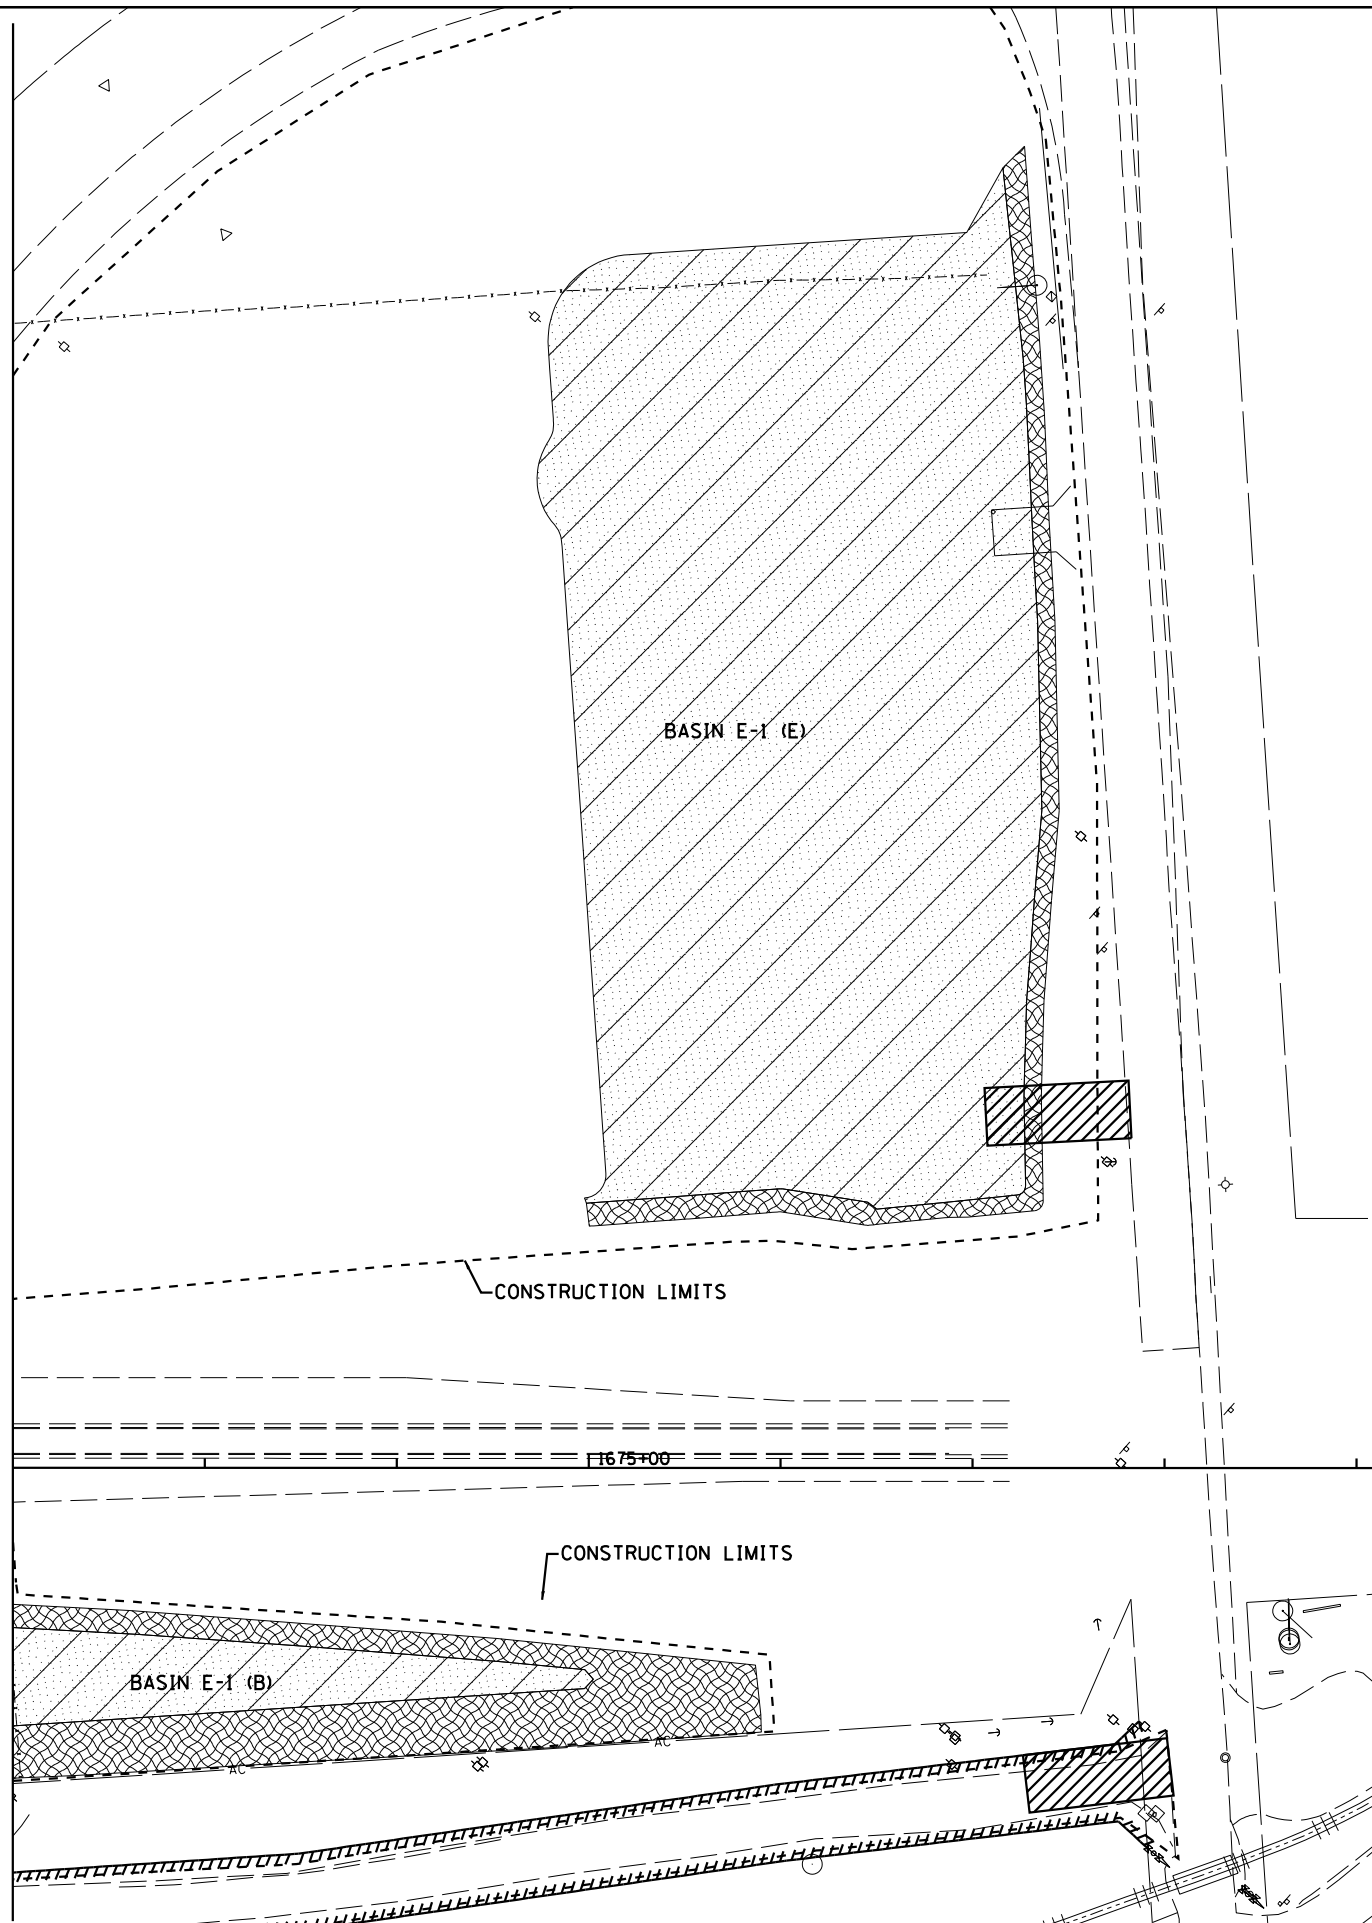 BASIN E-1 (E)
CONSTRUCTION LIMITS
1675+00
CONSTRUCTION LIMITS
BASIN E-1 (B)
AC
AC